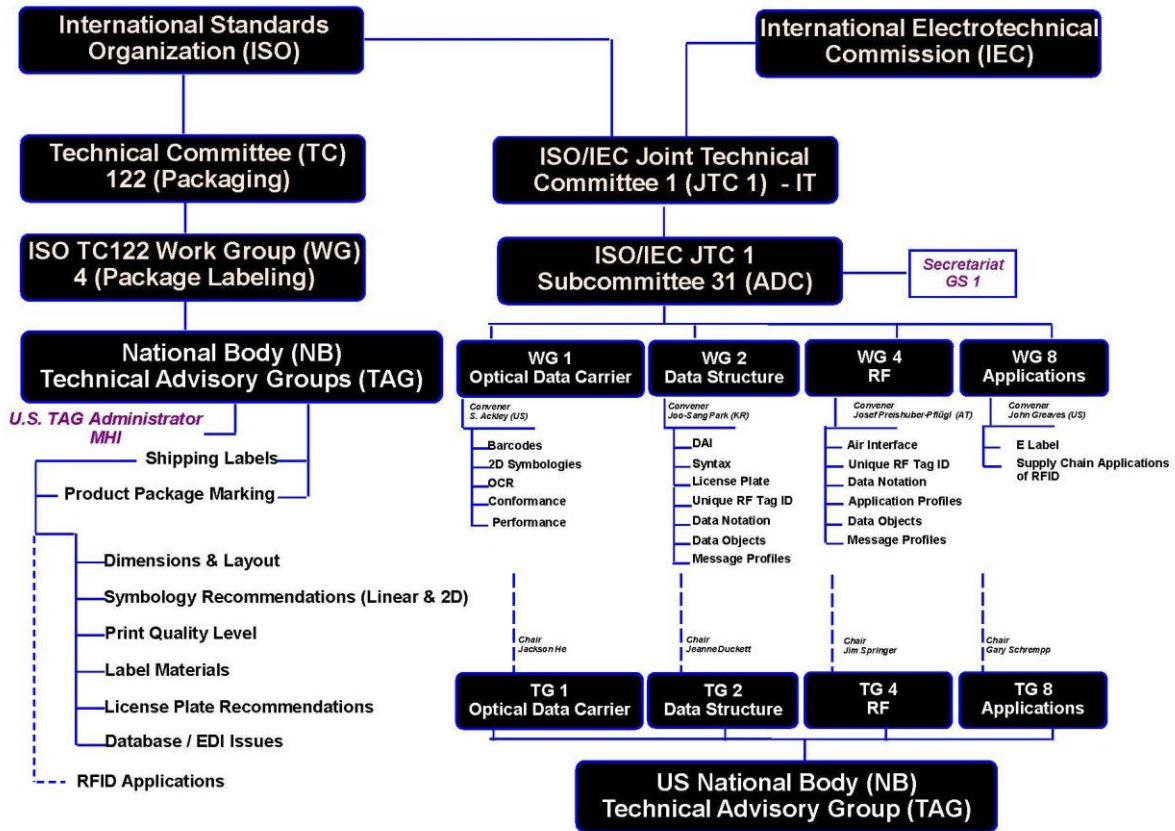 International Standards
Organization (ISO)
International Electrotechnical
Commission (IEC)
Technical Committee (TC)
122 (Packaging)
ISO/IEC Joint Technical
Committee 1 (JTC 1) - IT
ISO TC122 Work Group (WG)
4 (Package Labeling)
ISO/IEC JTC 1
Subcommittee 31 (ADC)
Secretariat
GS 1
National Body (NB)
Technical Advisory Groups (TAG)
U.S. TAG Administrator
MHI
Shipping Labels
Product Package Marking
Dimensions & Layout
Symbology Recommendations (Linear & 2D)
Print Quality Level
Label Materials
License Plate Recommendations
Database / EDI Issues
RFID Applications
WG 1
Optical Data Carrier
Convener
S. Ackley (US)
Barcodes
2D Symbologies
OCR
Conformance
Performance
WG 2
Data Structure
Convener
Joo-Sang Park (KR)
DAI
Syntax
License Plate
Unique RF Tag ID
Data Notation
Data Objects
Message Profiles
WG 4
RF
Convener
Josef Preishuber-Pflügl (AT)
Air Interface
Unique RF Tag ID
Data Notation
Application Profiles
Data Objects
Message Profiles
WG 8
Applications
Convener
John Greaves (US)
E Label
Supply Chain Applications
of RFID
Chair
Jackson He
TG 1
Optical Data Carrier
Chair
Jeanne Duckett
TG 2
Data Structure
Chair
Jim Springer
TG 4
RF
Chair
Gary Schrempp
TG 8
Applications
US National Body (NB)
Technical Advisory Group (TAG)